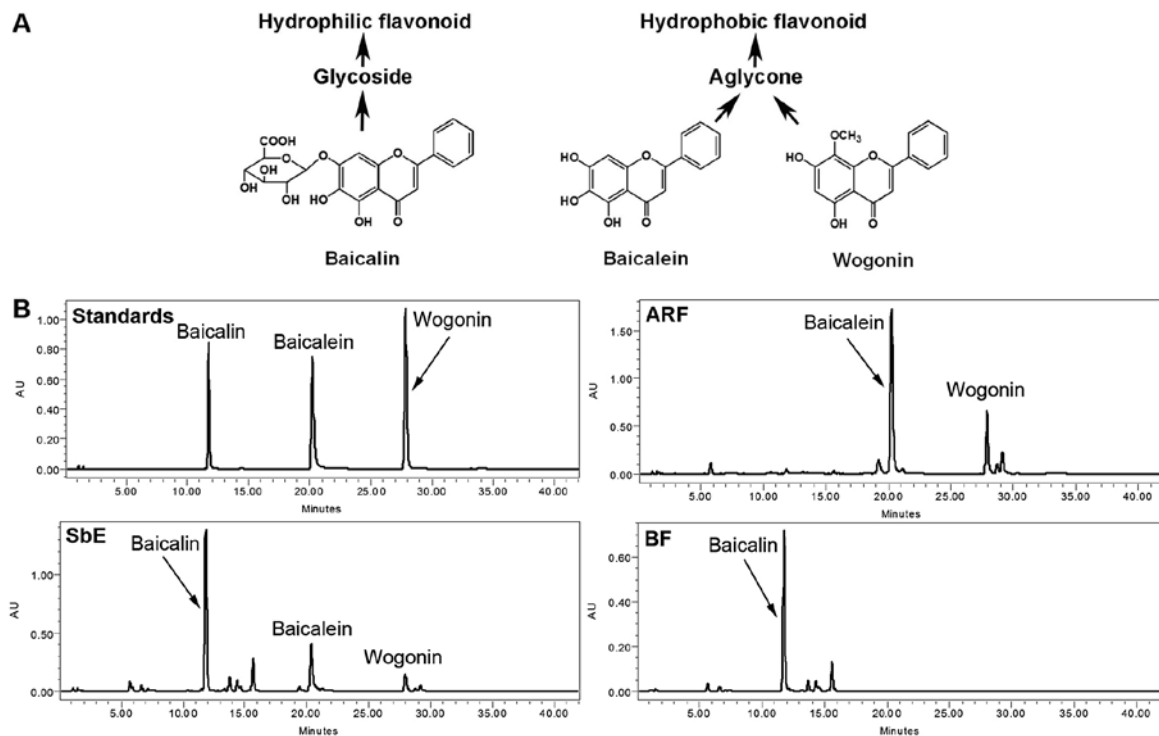 A
Hydrophilic flavonoid
Hydrophobic flavonoid
Glycoside
Aglycone
COOH
O
O
O
O
HO
OH
OH
HO
OH
O
HO
O
HO
OH
O
OCH3
HO
O
OH
O
Baicalin
Baicalein
Wogonin
B
Standards
Baicalin
Baicalein
Wogonin
AU
1.00
0.80
0.60
0.40
0.20
0.00
5.00 10.00 15.00 20.00 25.00 30.00 35.00 40.00
Minutes
ARF
Baicalein
Wogonin
AU
1.50
1.00
0.50
0.00
5.00 10.00 15.00 20.00 25.00 30.00 35.00 40.00
Minutes
SbE
Baicalin
Baicalein
Wogonin
AU
1.00
0.50
0.00
5.00 10.00 15.00 20.00 25.00 30.00 35.00 40.00
Minutes
BF
Baicalin
AU
0.60
0.40
0.20
0.00
5.00 10.00 15.00 20.00 25.00 30.00 35.00 40.00
Minutes